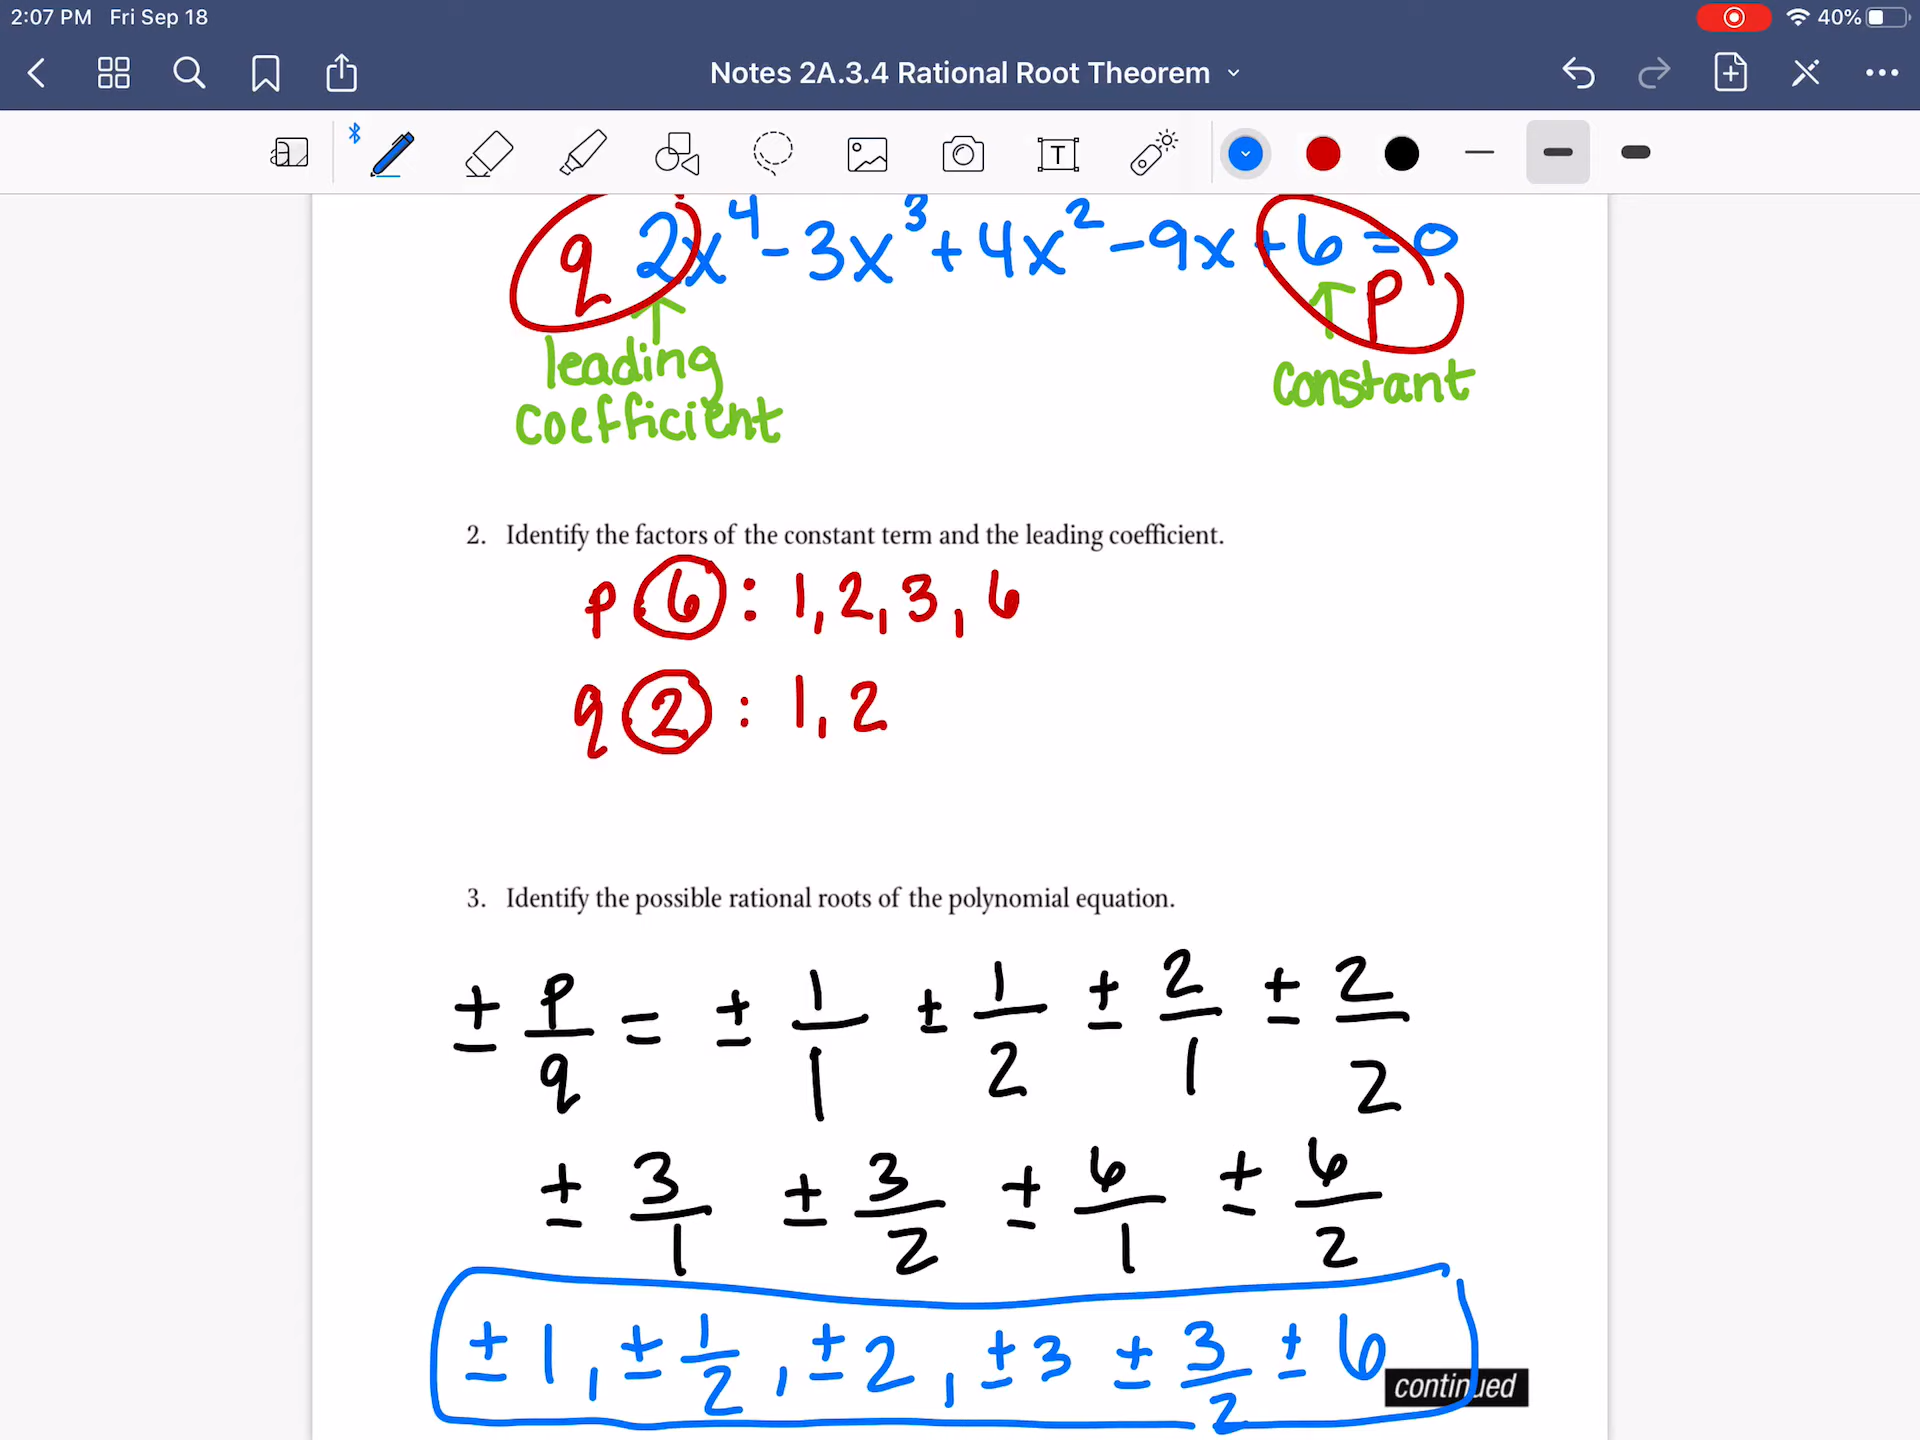 2:07 PM Fri Sep 18 40%
Notes 2A.3.4 Rational Root Theorem
a T
q 2x⁴ - 3x³ + 4x² - 9x + 6 = 0
p
leading constant
coefficient
2. Identify the factors of the constant term and the leading coefficient.
p 6 : 1, 2, 3, 6
q 2 : 1, 2
3. Identify the possible rational roots of the polynomial equation.
± p/q = ± 1/1 ± 1/2 ± 2/1 ± 2/2
± 3/1 ± 3/2 ± 6/1 ± 6/2
± 1, ± 1/2, ± 2, ± 3 ± 3/2 ± 6
continued